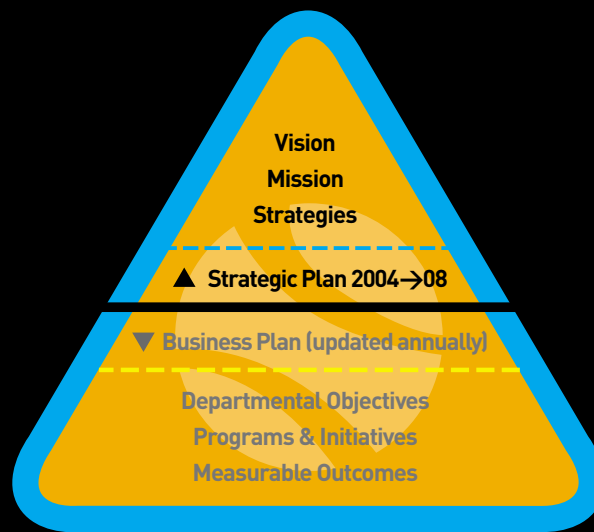 Vision
Mission
Strategies
▲ Strategic Plan 2004→08
▼ Business Plan (updated annually)
Departmental Objectives
Programs & Initiatives
Measurable Outcomes